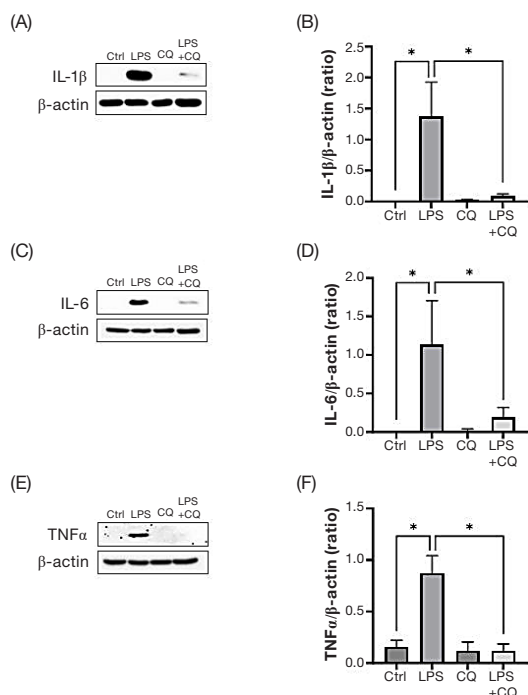 (A)
Ctrl LPS CQ LPS
+CQ
IL-1β
β-actin
(B)
IL-1β/β-actin (ratio)
2.5
2.0
1.5
1.0
0.5
0.0
* *
Ctrl LPS CQ LPS
+CQ
(C)
Ctrl LPS CQ LPS
+CQ
IL-6
β-actin
(D)
IL-6/β-actin (ratio)
2.0
1.5
1.0
0.5
0.0
* *
Ctrl LPS CQ LPS
+CQ
(E)
Ctrl LPS CQ LPS
+CQ
TNFα
β-actin
(F)
TNFα/β-actin (ratio)
1.5
1.0
0.5
0.0
* *
Ctrl LPS CQ LPS
+CQ